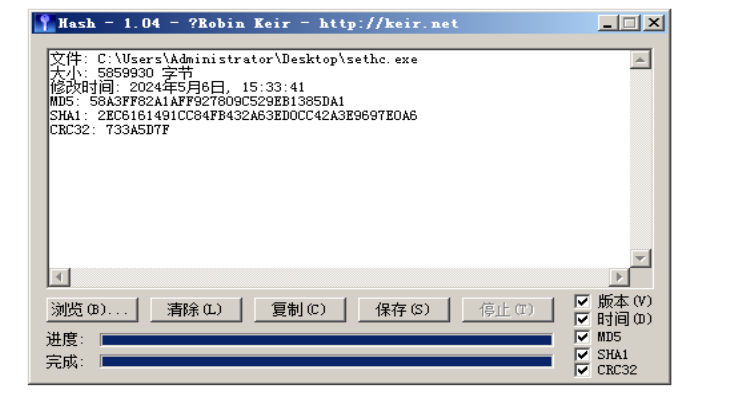 Hash - 1.04 - ?Robin Keir - http://keir.net
文件: C:\Users\Administrator\Desktop\sethc.exe
大小: 5859930 字节
修改时间: 2024年5月6日, 15:33:41
MD5: 58A3FF82A1AFF927809C529EB1385DA1
SHA1: 2EC6161491CC84FB432A63ED0CC42A3E9697E0A6
CRC32: 733A5D7F
浏览(B)... 清除(L) 复制(C) 保存(S) 停止(T)
版本(V)
时间(D)
MD5
SHA1
CRC32
进度:
完成: